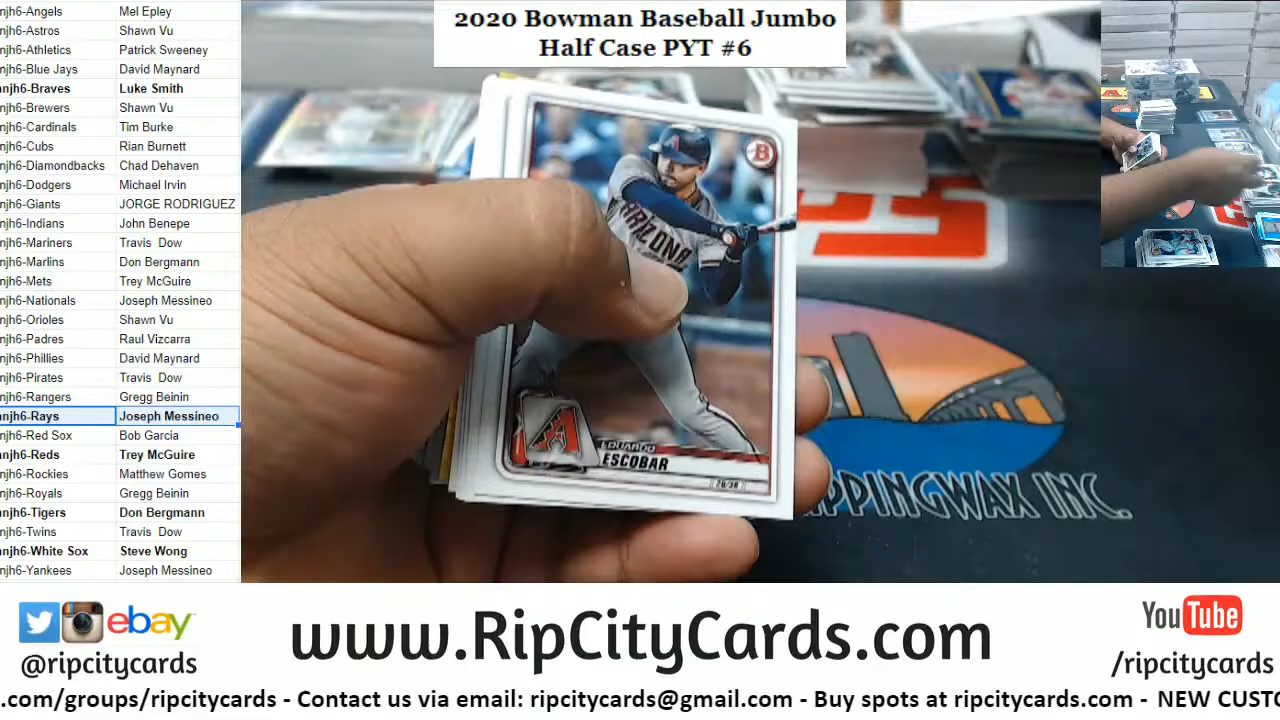 2020 Bowman Baseball Jumbo
Half Case PYT #6
njh6-Angels Mel Epley
njh6-Astros Shawn Vu
njh6-Athletics Patrick Sweeney
njh6-Blue Jays David Maynard
njh6-Braves Luke Smith
njh6-Brewers Shawn Vu
njh6-Cardinals Tim Burke
njh6-Cubs Rian Burnett
njh6-Diamondbacks Chad Dehaven
njh6-Dodgers Michael Irvin
njh6-Giants JORGE RODRIGUEZ
njh6-Indians John Benepe
njh6-Mariners Travis Dow
njh6-Marlins Don Bergmann
njh6-Mets Trey McGuire
njh6-Nationals Joseph Messineo
njh6-Orioles Shawn Vu
njh6-Padres Raul Vizcarra
njh6-Phillies David Maynard
njh6-Pirates Travis Dow
njh6-Rangers Gregg Beinin
njh6-Rays Joseph Messineo
njh6-Red Sox Bob Garcia
njh6-Reds Trey McGuire
njh6-Rockies Matthew Gomes
njh6-Royals Gregg Beinin
njh6-Tigers Don Bergmann
njh6-Twins Travis Dow
njh6-White Sox Steve Wong
njh6-Yankees Joseph Messineo
B
ARIZONA
A
EDUARDO
ESCOBAR
PPINGWAX INC.
ebay
@ripcitycards
www.RipCityCards.com
YouTube
/ripcitycards
.com/groups/ripcitycards - Contact us via email: ripcitycards@gmail.com - Buy spots at ripcitycards.com - NEW CUSTO